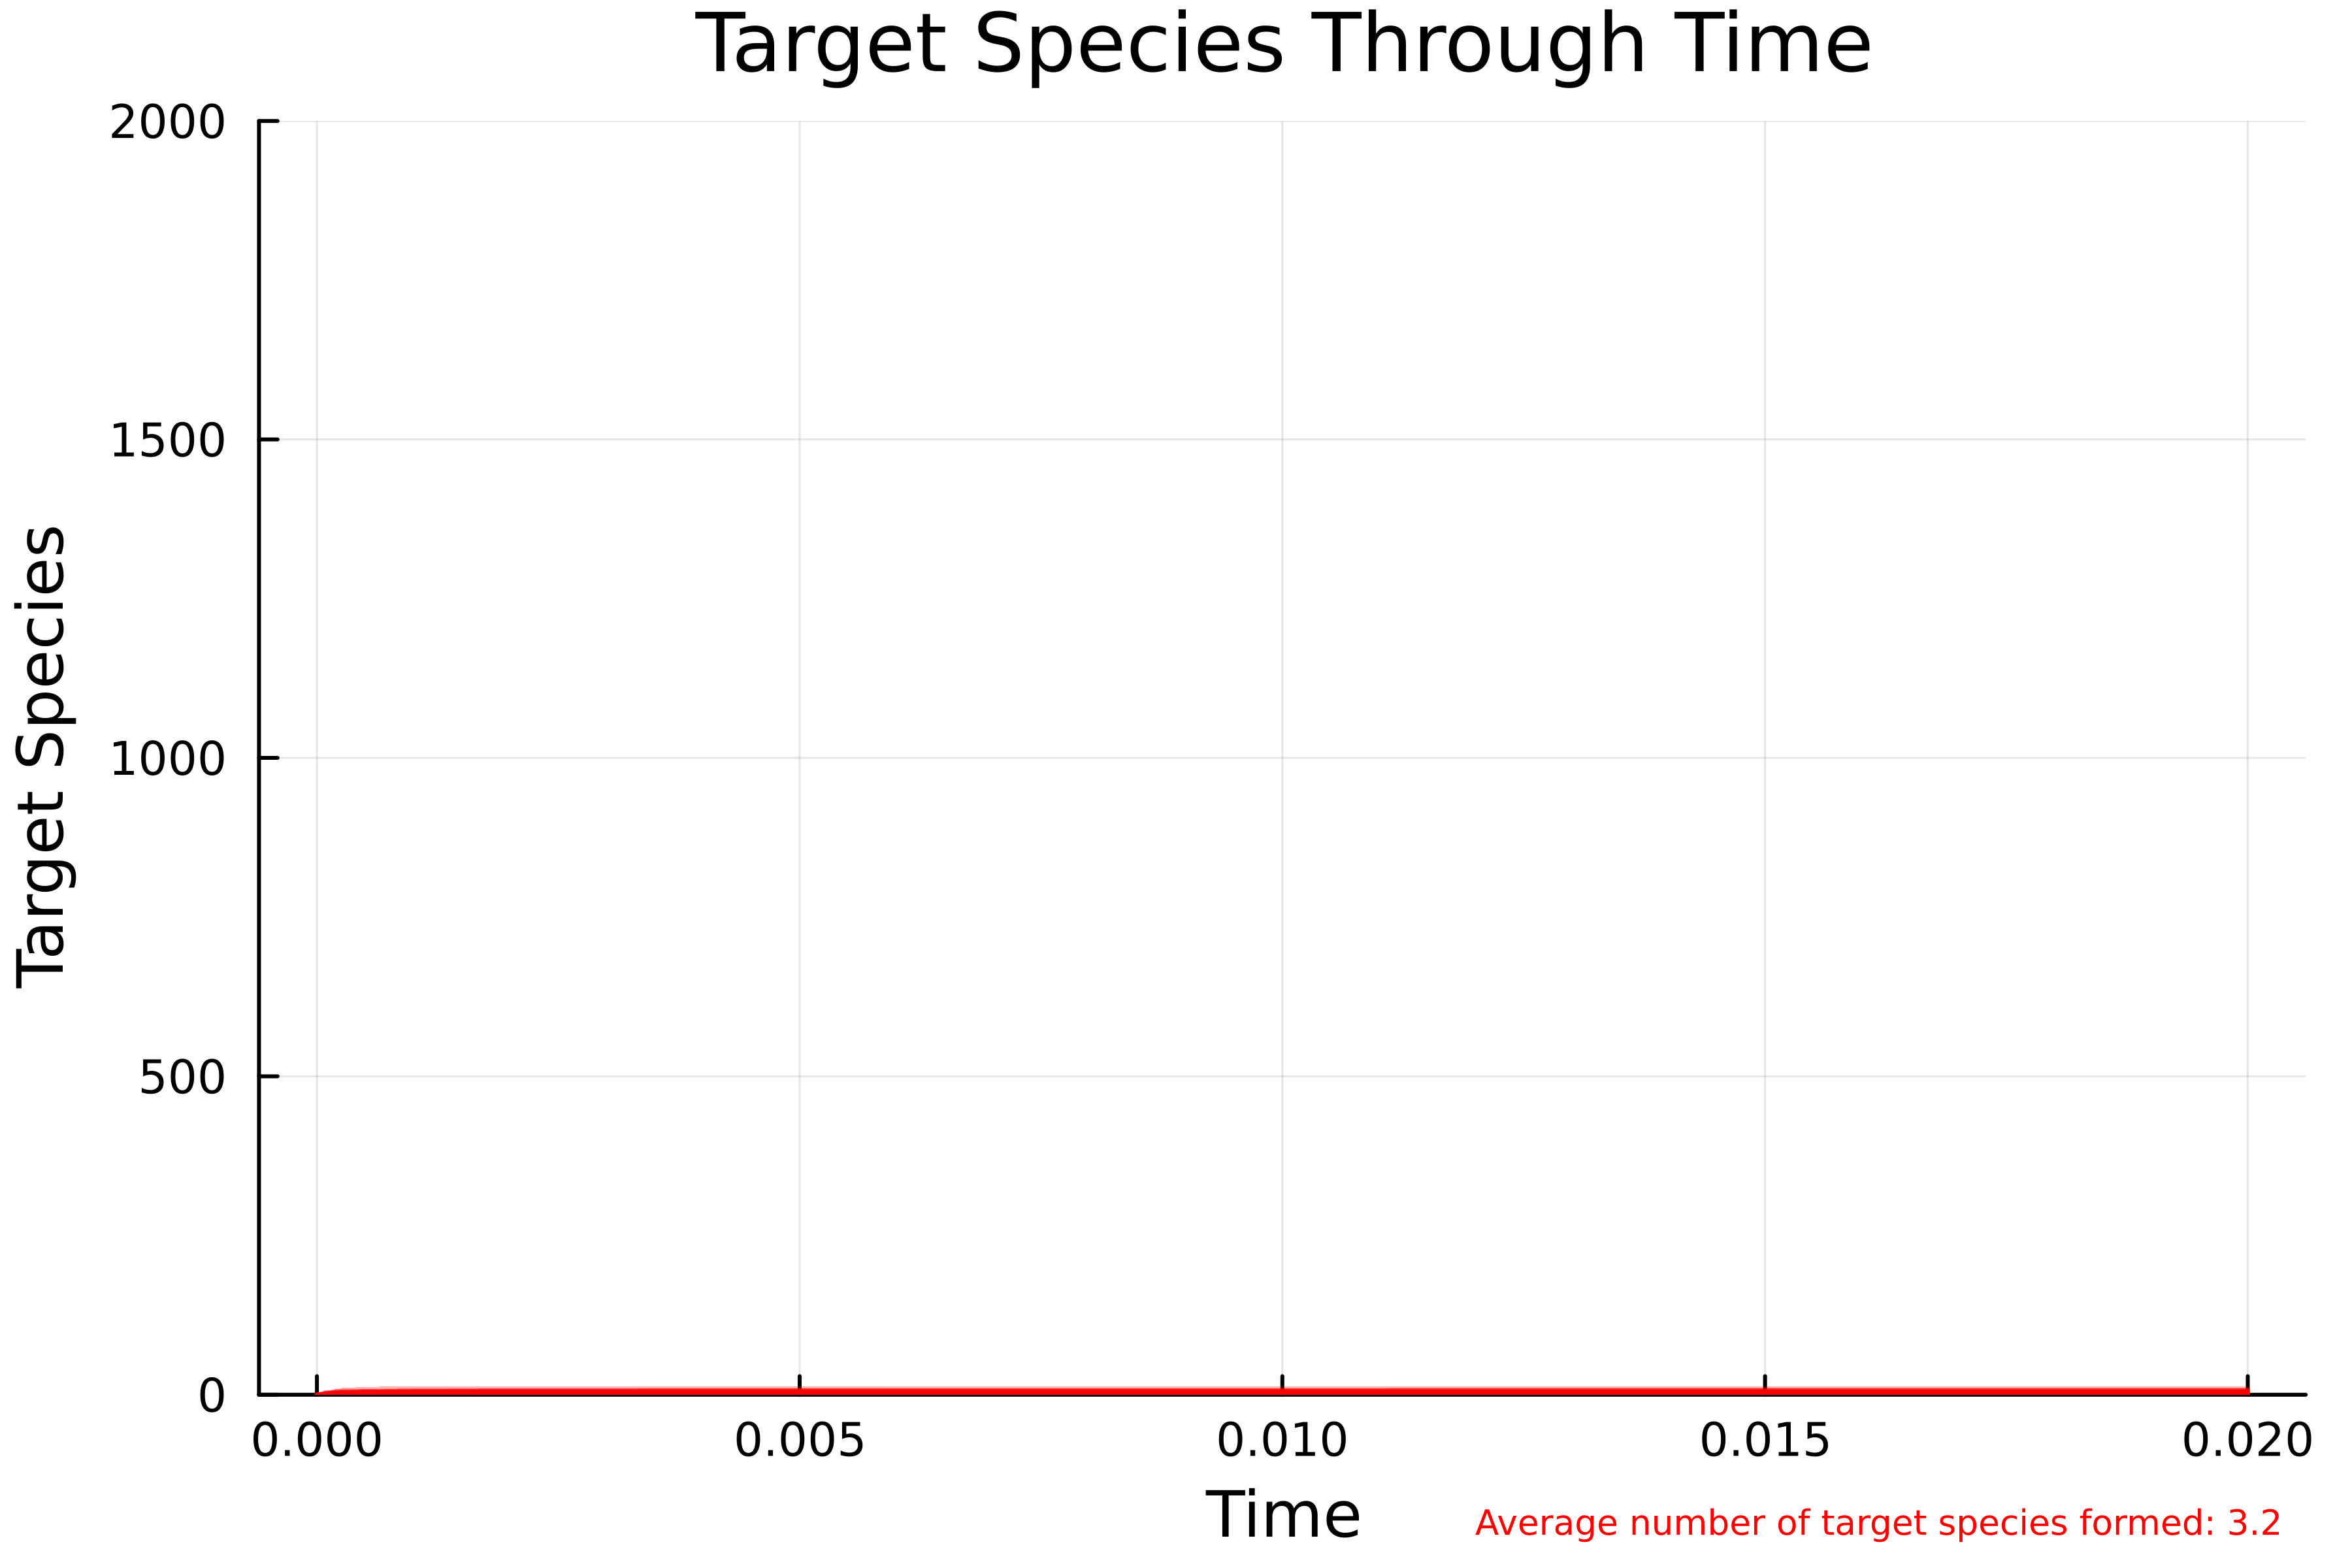 Target Species Through Time
Target Species
2000
1500
1000
500
0
0.000 0.005 0.010 0.015 0.020
Time
Average number of target species formed: 3.2